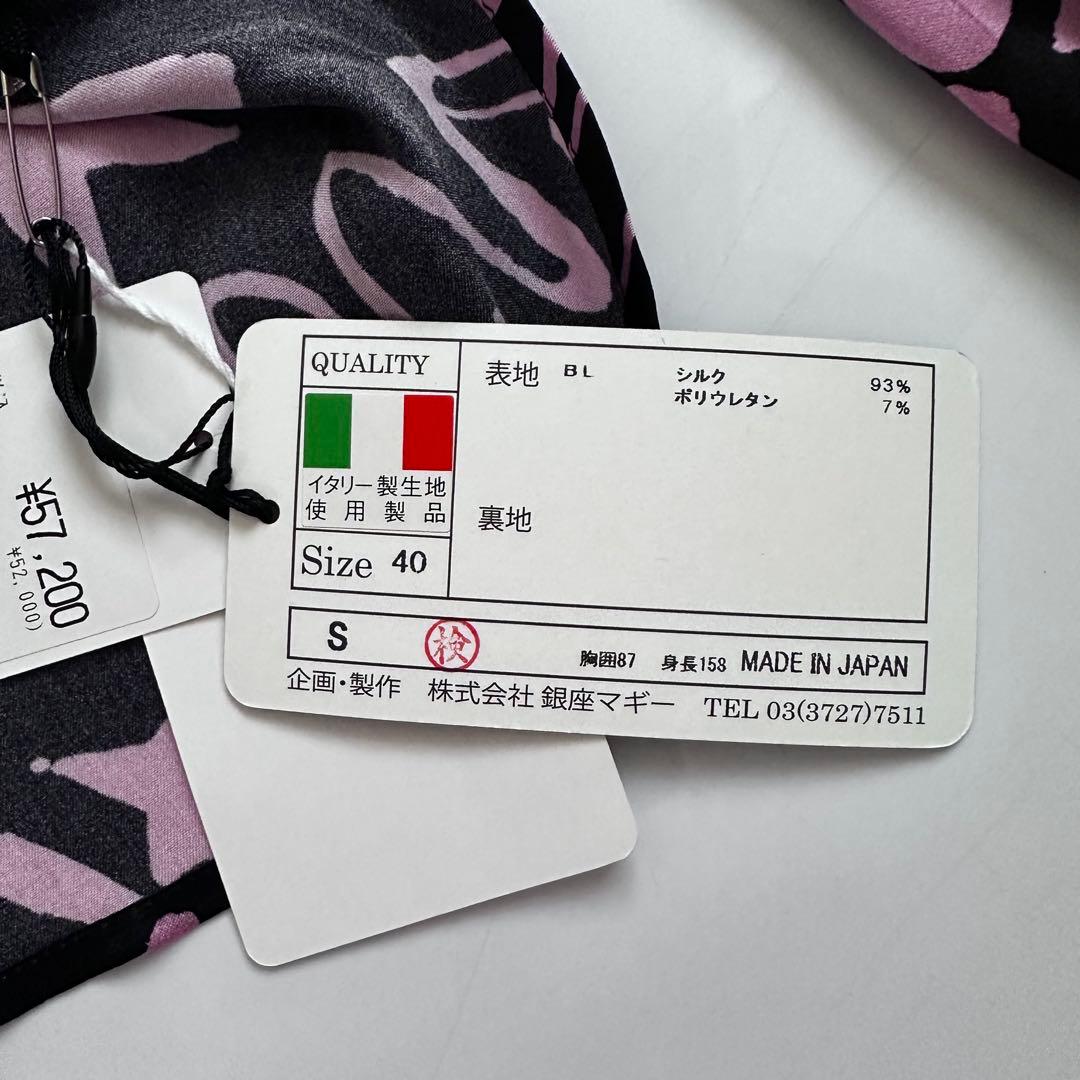 QUALITY
表地 BL シルク 93%
ポリウレタン 7%
イタリー製生地
使用製品
裏地
Size 40
S 検 胸囲87 身長158 MADE IN JAPAN
企画・製作 株式会社 銀座マギー TEL 03(3727)7511
¥57,200
¥52,000)